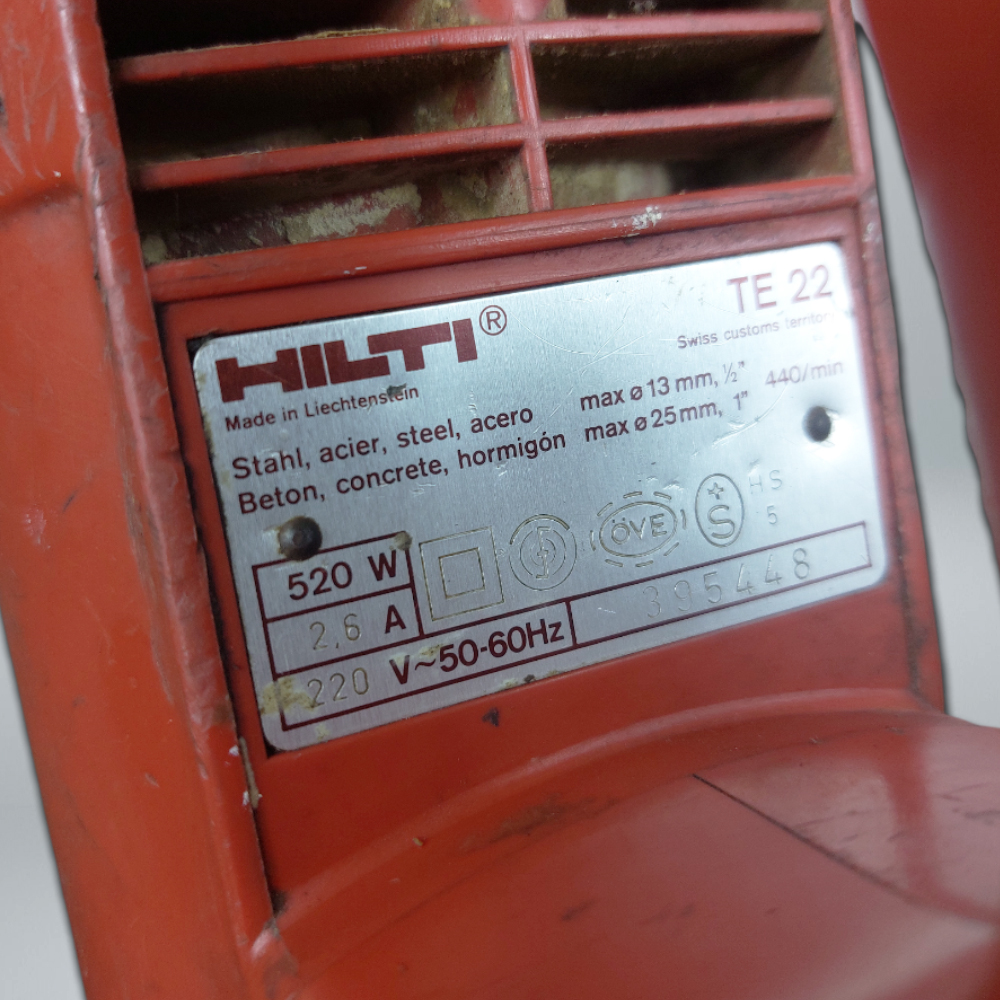 HILTI®
TE 22
Made in Liechtenstein
Swiss customs territory
Stahl, acier, steel, acero max ø 13 mm, ½" 440/min
Beton, concrete, hormigón max ø 25 mm, 1"
ÖVE
+S
HS
5
520 W
2,6 A
220 V~50-60Hz
395448